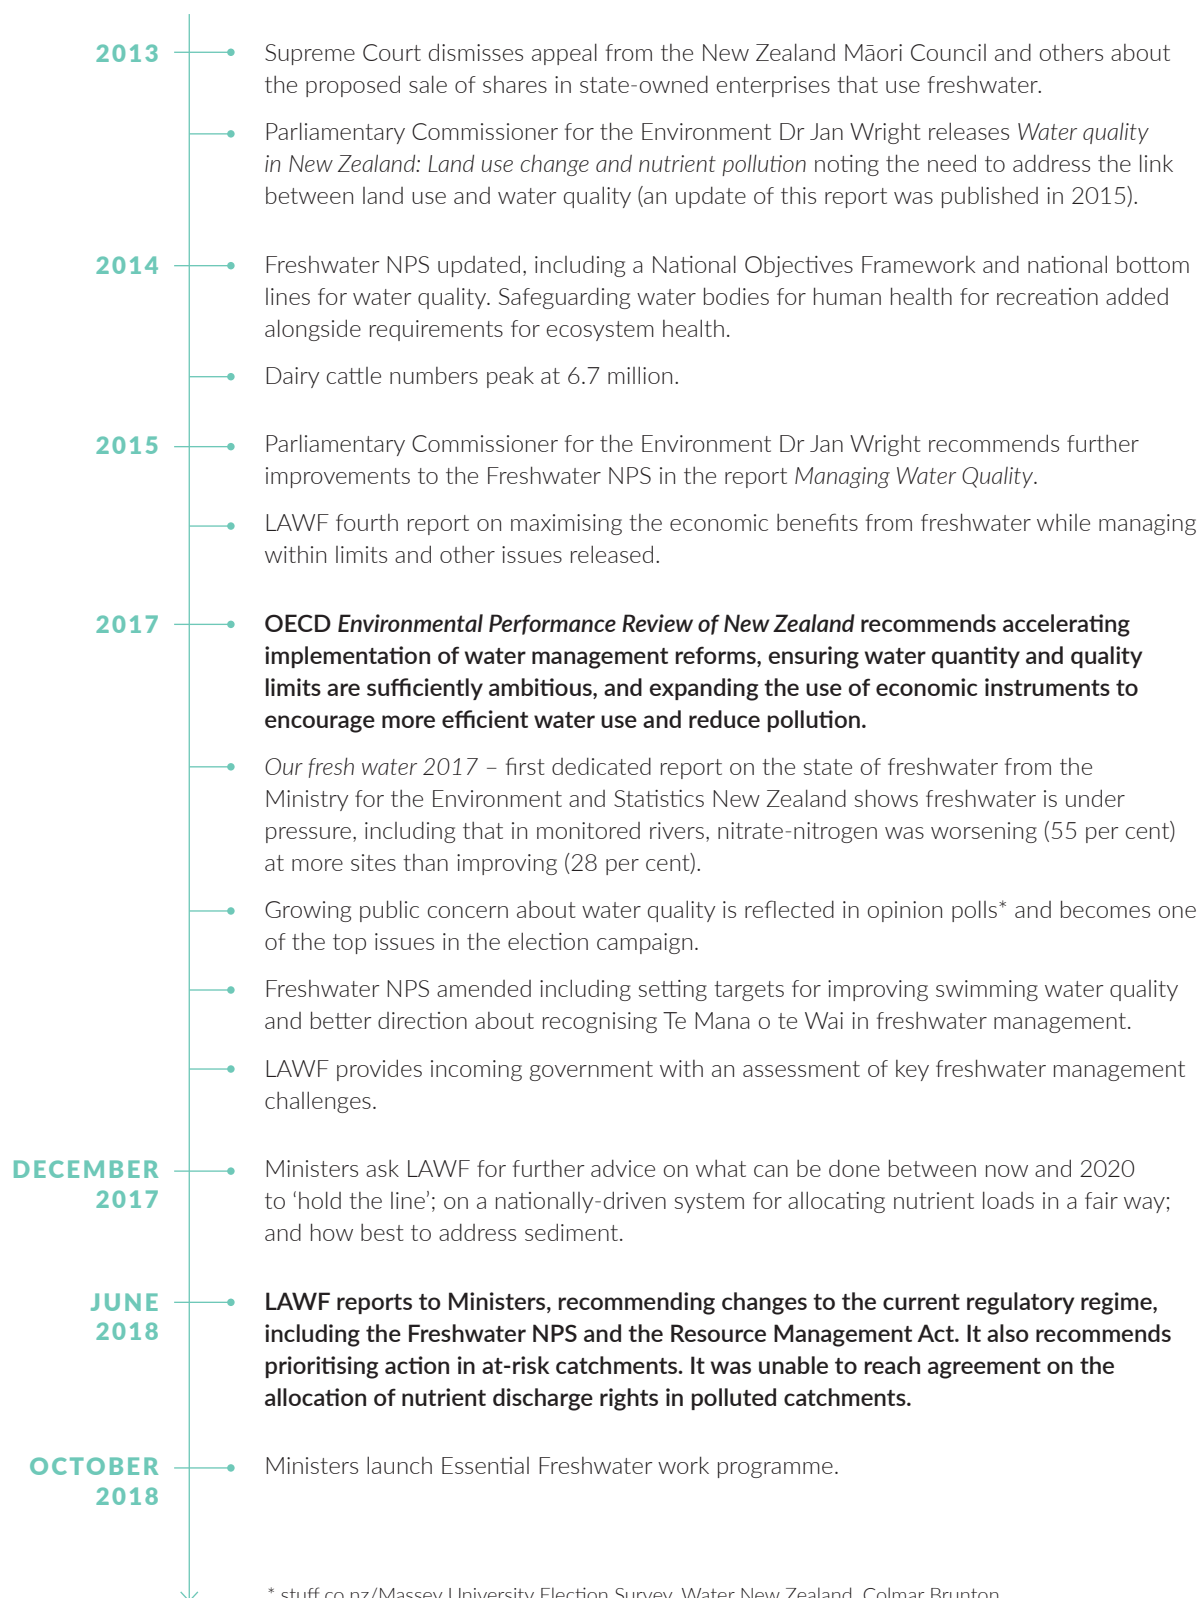 2013
Supreme Court dismisses appeal from the New Zealand Māori Council and others about
the proposed sale of shares in state-owned enterprises that use freshwater.
Parliamentary Commissioner for the Environment Dr Jan Wright releases Water quality
in New Zealand: Land use change and nutrient pollution noting the need to address the link
between land use and water quality (an update of this report was published in 2015).
2014
Freshwater NPS updated, including a National Objectives Framework and national bottom
lines for water quality. Safeguarding water bodies for human health for recreation added
alongside requirements for ecosystem health.
Dairy cattle numbers peak at 6.7 million.
2015
Parliamentary Commissioner for the Environment Dr Jan Wright recommends further
improvements to the Freshwater NPS in the report Managing Water Quality.
LAWF fourth report on maximising the economic benefits from freshwater while managing
within limits and other issues released.
2017
OECD Environmental Performance Review of New Zealand recommends accelerating
implementation of water management reforms, ensuring water quantity and quality
limits are sufficiently ambitious, and expanding the use of economic instruments to
encourage more efficient water use and reduce pollution.
Our fresh water 2017 – first dedicated report on the state of freshwater from the
Ministry for the Environment and Statistics New Zealand shows freshwater is under
pressure, including that in monitored rivers, nitrate-nitrogen was worsening (55 per cent)
at more sites than improving (28 per cent).
Growing public concern about water quality is reflected in opinion polls* and becomes one
of the top issues in the election campaign.
Freshwater NPS amended including setting targets for improving swimming water quality
and better direction about recognising Te Mana o te Wai in freshwater management.
LAWF provides incoming government with an assessment of key freshwater management
challenges.
DECEMBER
2017
Ministers ask LAWF for further advice on what can be done between now and 2020
to ‘hold the line’; on a nationally-driven system for allocating nutrient loads in a fair way;
and how best to address sediment.
JUNE
2018
LAWF reports to Ministers, recommending changes to the current regulatory regime,
including the Freshwater NPS and the Resource Management Act. It also recommends
prioritising action in at-risk catchments. It was unable to reach agreement on the
allocation of nutrient discharge rights in polluted catchments.
OCTOBER
2018
Ministers launch Essential Freshwater work programme.
* stuff.co.nz/Massey University Election Survey, Water New Zealand, Colmar Brunton